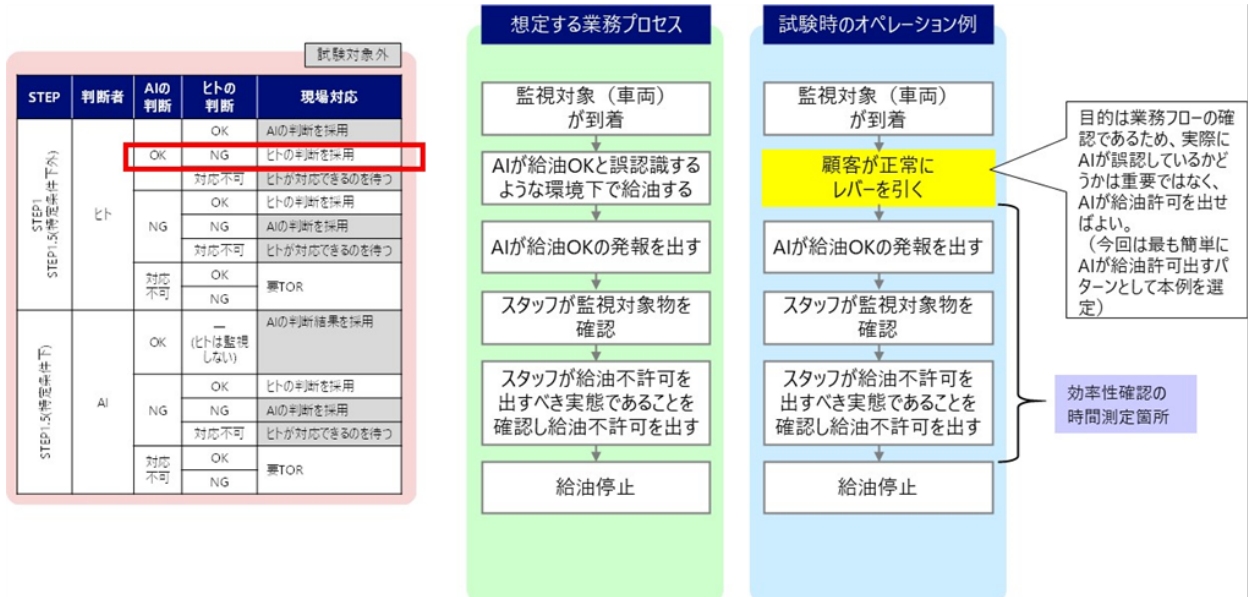 試験対象外
STEP 判断者 AIの判断 ヒトの判断 現場対応
STEP1
STEP1.5(特定条件下外)
ヒト
OK
OK AIの判断を採用
NG ヒトの判断を採用
対応不可 ヒトが対応できるのを待つ
NG
OK ヒトの判断を採用
NG AIの判断を採用
対応不可 ヒトが対応できるのを待つ
対応不可
OK
NG
要TOR
STEP1.5(特定条件下)
AI
OK
ー
(ヒトは監視
しない)
AIの判断結果を採用
NG
OK ヒトの判断を採用
NG AIの判断を採用
対応不可 ヒトが対応できるのを待つ
対応不可
OK
NG
要TOR
想定する業務プロセス
監視対象（車両）
が到着
AIが給油OKと誤認識する
ような環境下で給油する
AIが給油OKの発報を出す
スタッフが監視対象物を
確認
スタッフが給油不許可を
出すべき実態であることを
確認し給油不許可を出す
給油停止
試験時のオペレーション例
監視対象（車両）
が到着
顧客が正常に
レバーを引く
AIが給油OKの発報を出す
スタッフが監視対象物を
確認
スタッフが給油不許可を
出すべき実態であることを
確認し給油不許可を出す
給油停止
目的は業務フローの確
認であるため、実際に
AIが誤認しているかど
うかは重要ではなく、
AIが給油許可を出せ
ばよい。
（今回は最も簡単に
AIが給油許可出すパ
ターンとして本例を選
定）
効率性確認の
時間測定箇所